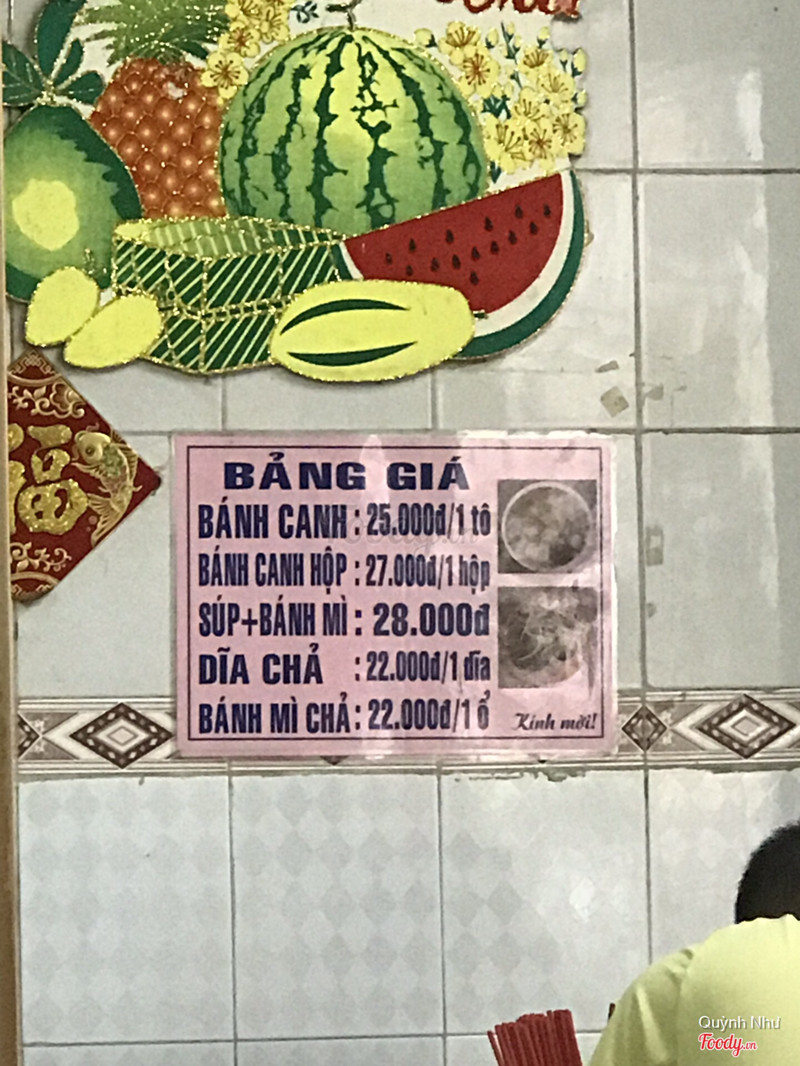 BẢNG GIÁ
BÁNH CANH : 25.000đ/1 tô
BÁNH CANH HỘP : 27.000đ/1 hộp
SÚP+BÁNH MÌ : 28.000đ
DĨA CHẢ : 22.000đ/1 dĩa
BÁNH MÌ CHẢ : 22.000đ/1 ổ
Kính mời!
Quỳnh Như
Foody.vn